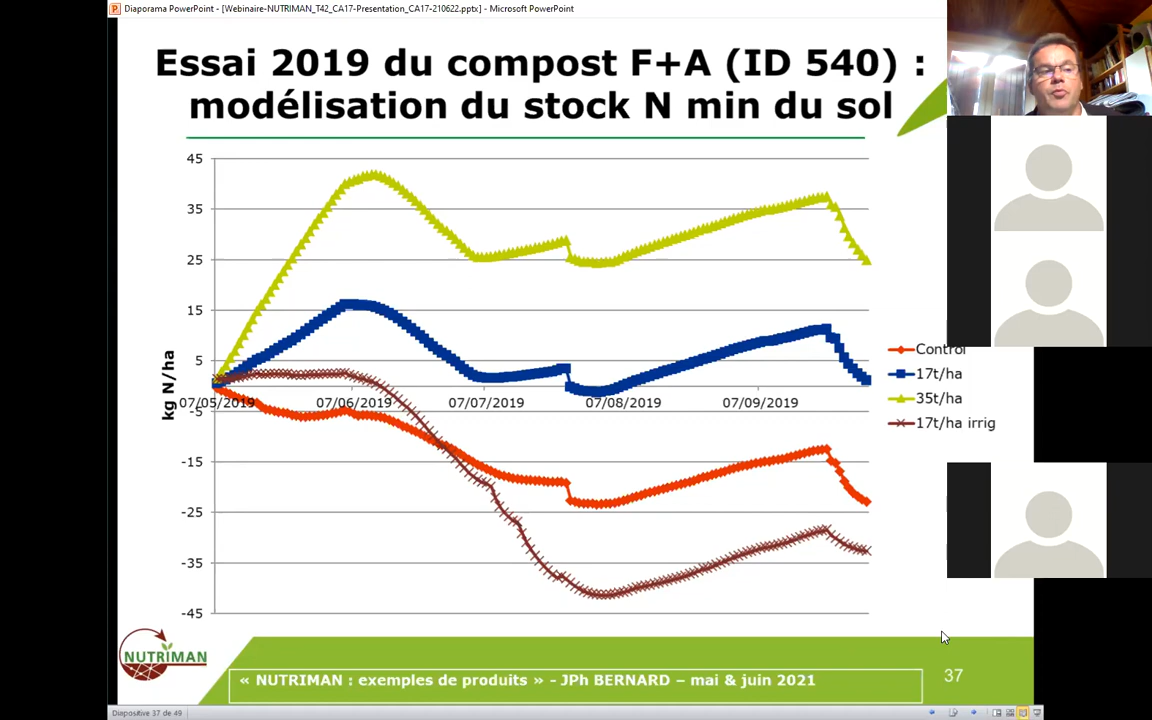 Diaporama PowerPoint - [Webinaire-NUTRIMAN_T42_CA17-Presentation_CA17-210622.pptx] - Microsoft PowerPoint
Essai 2019 du compost F+A (ID 540) :
modélisation du stock N min du sol
45
35
25
15
5
-5
-15
-25
-35
-45
kg N/ha
07/05/2019 07/06/2019 07/07/2019 07/08/2019 07/09/2019
Control
17t/ha
35t/ha
17t/ha irrig
NUTRIMAN
« NUTRIMAN : exemples de produits » - JPh BERNARD – mai & juin 2021
37
Diapositive 37 de 49